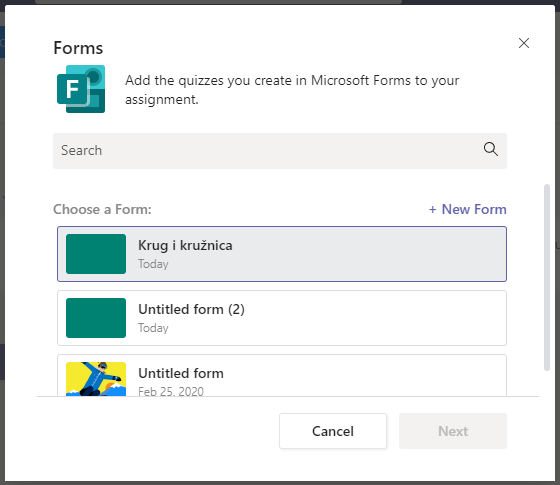 Forms
F
Add the quizzes you create in Microsoft Forms to your
assignment.
Search
Choose a Form:
+ New Form
Krug i kružnica
Today
Untitled form (2)
Today
Untitled form
Feb 25, 2020
Cancel
Next